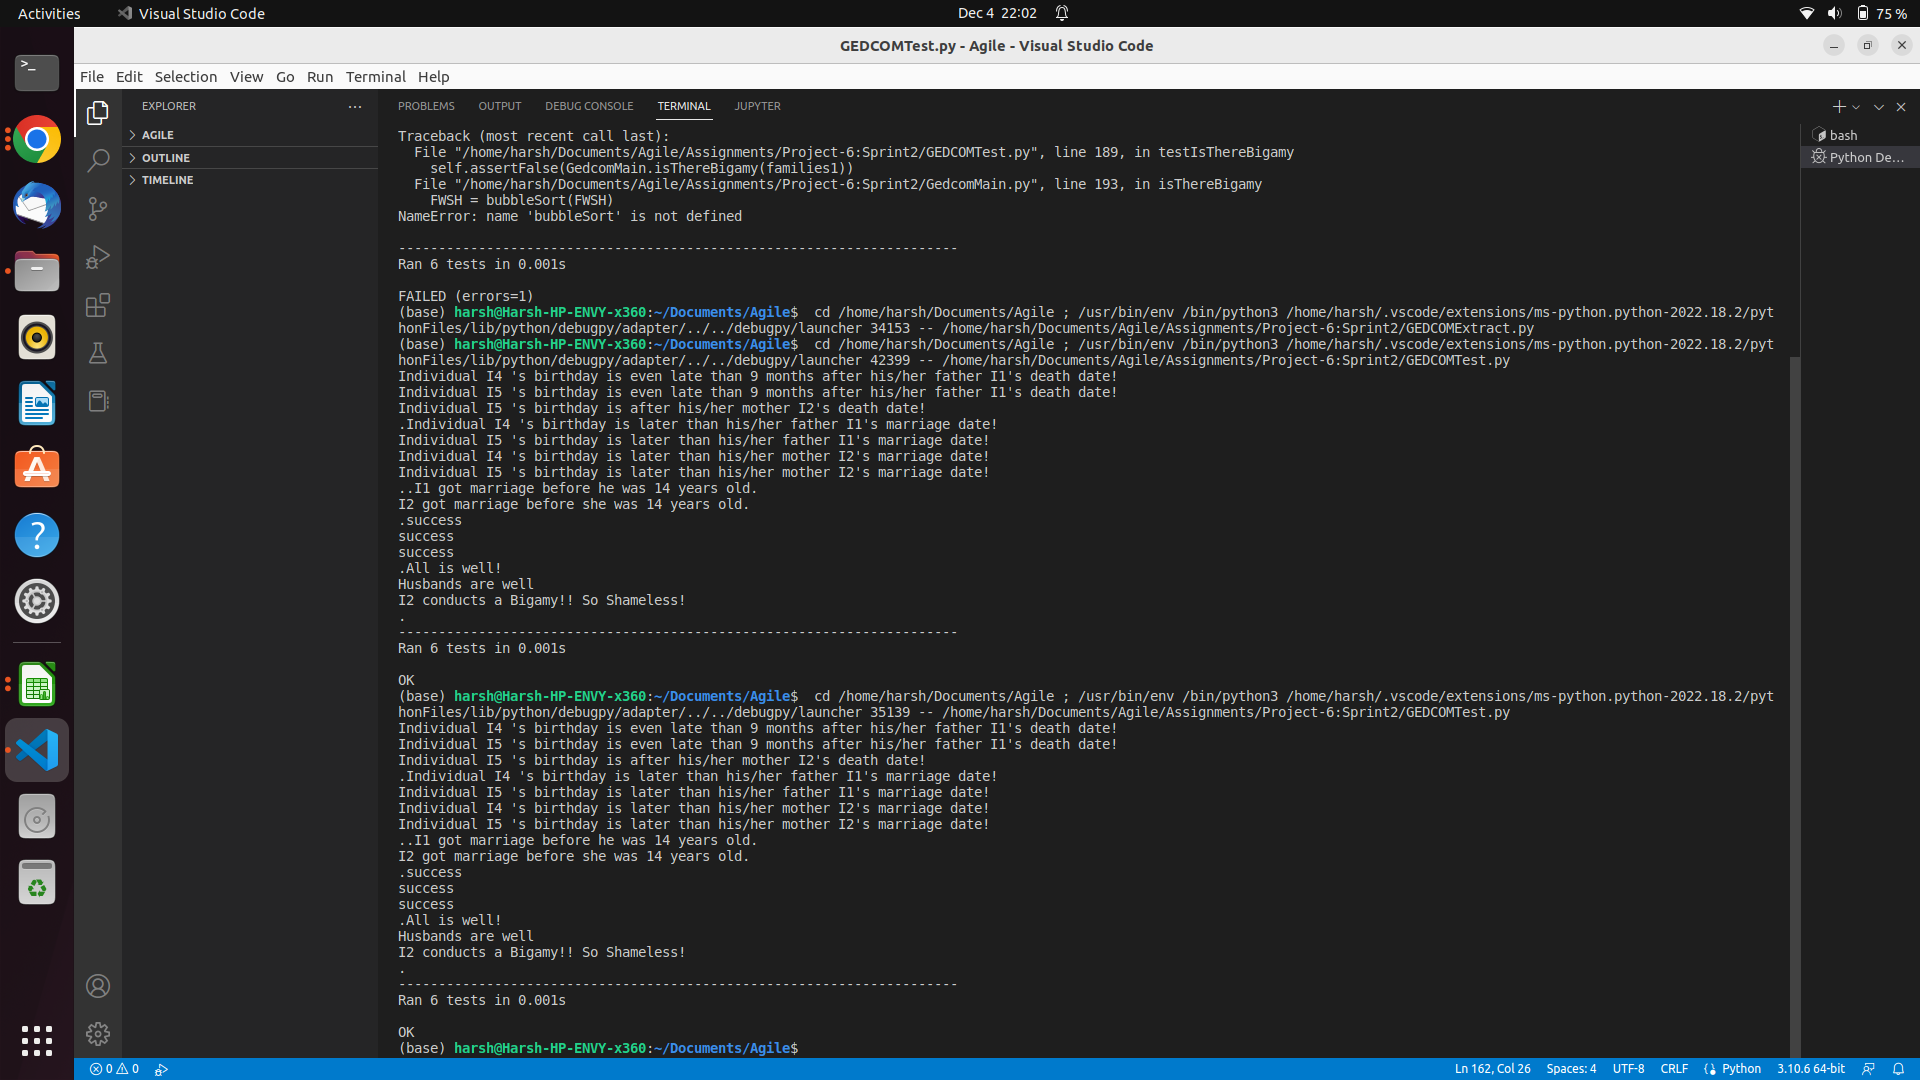 Activities Visual Studio Code Dec 4 22:02 75 %
GEDCOMTest.py - Agile - Visual Studio Code
File Edit Selection View Go Run Terminal Help
EXPLORER
AGILE
OUTLINE
TIMELINE
PROBLEMS OUTPUT DEBUG CONSOLE TERMINAL JUPYTER
bash
Python De...
Traceback (most recent call last):
  File "/home/harsh/Documents/Agile/Assignments/Project-6:Sprint2/GEDCOMTest.py", line 189, in testIsThereBigamy
    self.assertFalse(GedcomMain.isThereBigamy(families1))
  File "/home/harsh/Documents/Agile/Assignments/Project-6:Sprint2/GedcomMain.py", line 193, in isThereBigamy
    FWSH = bubbleSort(FWSH)
NameError: name 'bubbleSort' is not defined
----------------------------------------------------------------------
Ran 6 tests in 0.001s
FAILED (errors=1)
(base) harsh@Harsh-HP-ENVY-x360:~/Documents/Agile$  cd /home/harsh/Documents/Agile ; /usr/bin/env /bin/python3 /home/harsh/.vscode/extensions/ms-python.python-2022.18.2/pyt
honFiles/lib/python/debugpy/adapter/../../debugpy/launcher 34153 -- /home/harsh/Documents/Agile/Assignments/Project-6:Sprint2/GEDCOMExtract.py
(base) harsh@Harsh-HP-ENVY-x360:~/Documents/Agile$  cd /home/harsh/Documents/Agile ; /usr/bin/env /bin/python3 /home/harsh/.vscode/extensions/ms-python.python-2022.18.2/pyt
honFiles/lib/python/debugpy/adapter/../../debugpy/launcher 42399 -- /home/harsh/Documents/Agile/Assignments/Project-6:Sprint2/GEDCOMTest.py
Individual I4 's birthday is even late than 9 months after his/her father I1's death date!
Individual I5 's birthday is even late than 9 months after his/her father I1's death date!
Individual I5 's birthday is after his/her mother I2's death date!
.Individual I4 's birthday is later than his/her father I1's marriage date!
Individual I5 's birthday is later than his/her father I1's marriage date!
Individual I4 's birthday is later than his/her mother I2's marriage date!
Individual I5 's birthday is later than his/her mother I2's marriage date!
..I1 got marriage before he was 14 years old.
I2 got marriage before she was 14 years old.
.success
success
success
.All is well!
Husbands are well
I2 conducts a Bigamy!! So Shameless!
.
----------------------------------------------------------------------
Ran 6 tests in 0.001s
OK
(base) harsh@Harsh-HP-ENVY-x360:~/Documents/Agile$  cd /home/harsh/Documents/Agile ; /usr/bin/env /bin/python3 /home/harsh/.vscode/extensions/ms-python.python-2022.18.2/pyt
honFiles/lib/python/debugpy/adapter/../../debugpy/launcher 35139 -- /home/harsh/Documents/Agile/Assignments/Project-6:Sprint2/GEDCOMTest.py
Individual I4 's birthday is even late than 9 months after his/her father I1's death date!
Individual I5 's birthday is even late than 9 months after his/her father I1's death date!
Individual I5 's birthday is after his/her mother I2's death date!
.Individual I4 's birthday is later than his/her father I1's marriage date!
Individual I5 's birthday is later than his/her father I1's marriage date!
Individual I4 's birthday is later than his/her mother I2's marriage date!
Individual I5 's birthday is later than his/her mother I2's marriage date!
..I1 got marriage before he was 14 years old.
I2 got marriage before she was 14 years old.
.success
success
success
.All is well!
Husbands are well
I2 conducts a Bigamy!! So Shameless!
.
----------------------------------------------------------------------
Ran 6 tests in 0.001s
OK
(base) harsh@Harsh-HP-ENVY-x360:~/Documents/Agile$
0 0 Ln 162, Col 26 Spaces: 4 UTF-8 CRLF Python 3.10.6 64-bit